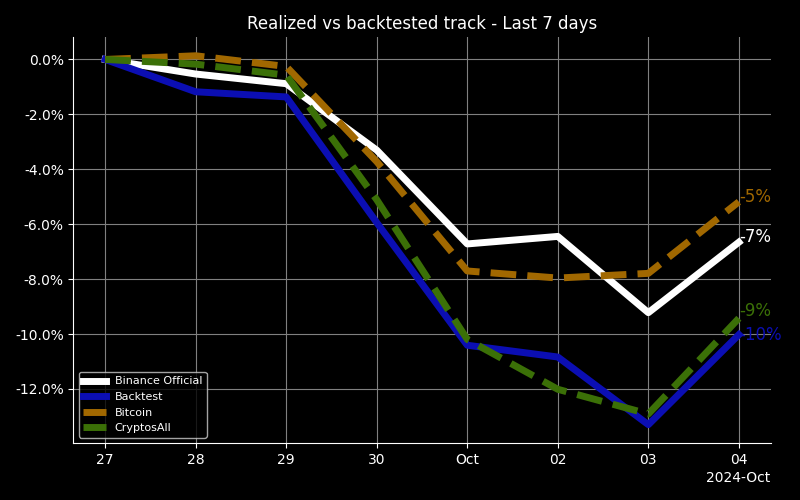 Realized vs backtested track - Last 7 days
0.0%
-2.0%
-4.0%
-6.0%
-8.0%
-10.0%
-12.0%
-5%
-7%
-9%
-10%
Binance Official
Backtest
Bitcoin
CryptosAll
27 28 29 30 Oct 02 03 04
2024-Oct